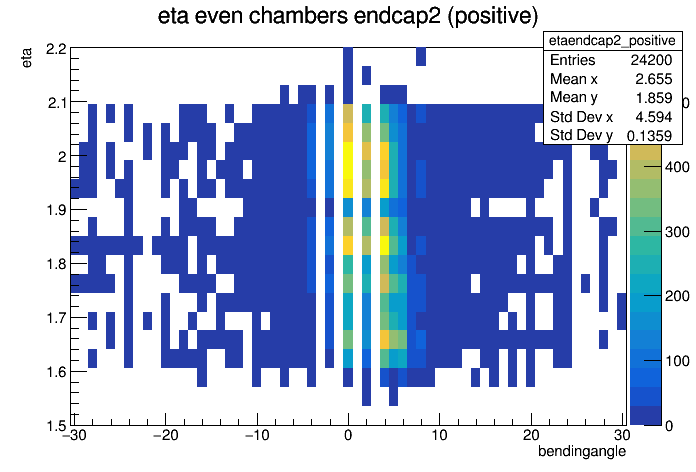 eta even chambers endcap2 (positive)
etaendcap2_positive
Entries 24200
Mean x 2.655
Mean y 1.859
Std Dev x 4.594
Std Dev y 0.1359
eta
2.2
2.1
2
1.9
1.8
1.7
1.6
1.5
−30
−20
−10
0
10
20
30
bendingangle
0
400
300
200
100
0